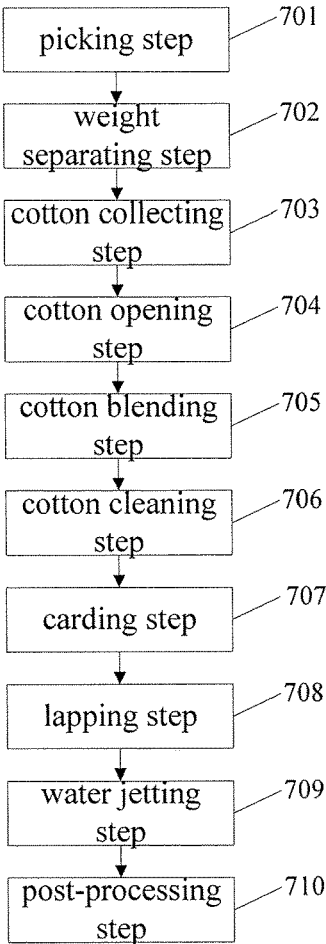 picking step
701
weight
separating step
702
cotton collecting
step
703
cotton opening
step
704
cotton blending
step
705
cotton cleaning
step
706
carding step
707
lapping step
708
water jetting
step
709
post-processing
step
710